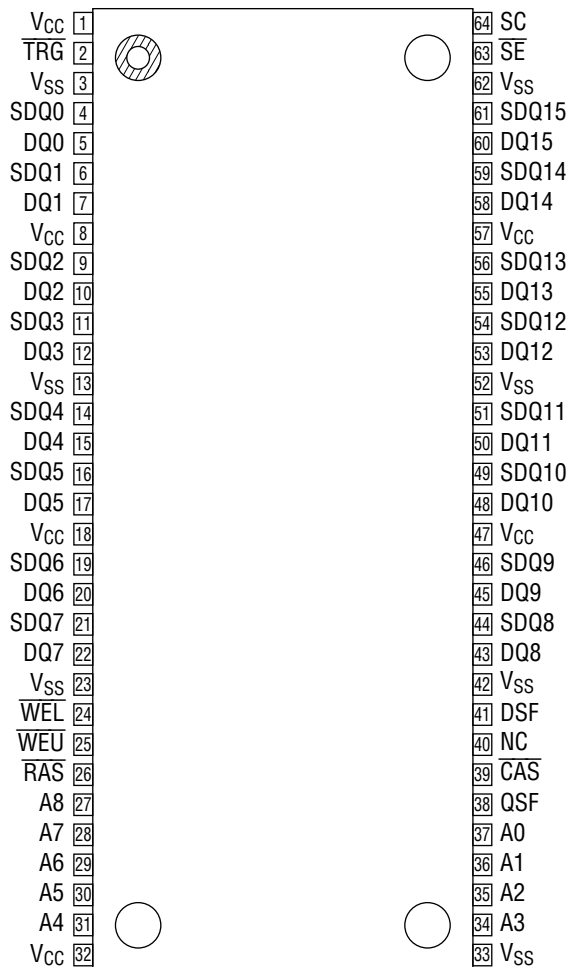 VCC 1 64 SC
TRG 2 63 SE
VSS 3 62 VSS
SDQ0 4 61 SDQ15
DQ0 5 60 DQ15
SDQ1 6 59 SDQ14
DQ1 7 58 DQ14
VCC 8 57 VCC
SDQ2 9 56 SDQ13
DQ2 10 55 DQ13
SDQ3 11 54 SDQ12
DQ3 12 53 DQ12
VSS 13 52 VSS
SDQ4 14 51 SDQ11
DQ4 15 50 DQ11
SDQ5 16 49 SDQ10
DQ5 17 48 DQ10
VCC 18 47 VCC
SDQ6 19 46 SDQ9
DQ6 20 45 DQ9
SDQ7 21 44 SDQ8
DQ7 22 43 DQ8
VSS 23 42 VSS
WEL 24 41 DSF
WEU 25 40 NC
RAS 26 39 CAS
A8 27 38 QSF
A7 28 37 A0
A6 29 36 A1
A5 30 35 A2
A4 31 34 A3
VCC 32 33 VSS